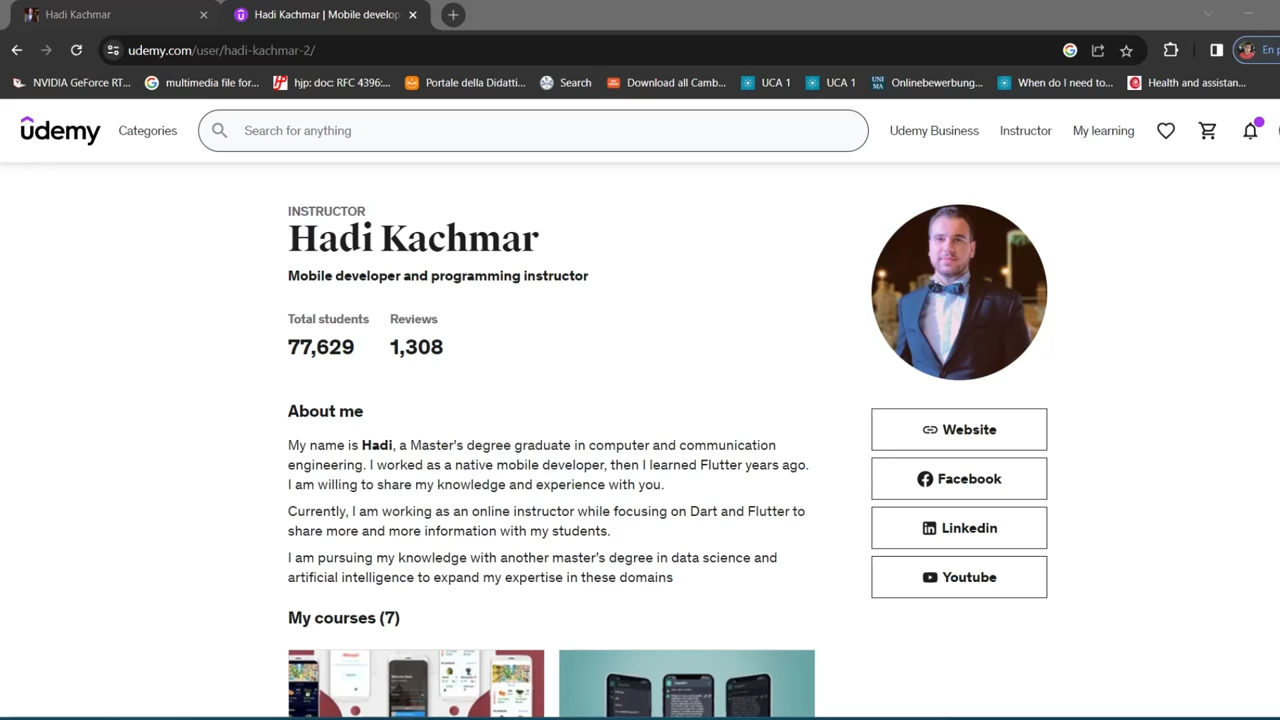 Hadi Kachmar
Hadi Kachmar | Mobile develop
udemy.com/user/hadi-kachmar-2/
En p
NVIDIA GeForce RT...
multimedia file for...
hip: doc: RFC 4396:...
Portale della Didatti...
Search
Download all Camb...
UCA 1
UCA 1
UNI MA
Onlinebewerbung...
When do I need to...
Health and assistan...
udemy
Categories
Search for anything
Udemy Business
Instructor
My learning
INSTRUCTOR
Hadi Kachmar
Mobile developer and programming instructor
Total students
Reviews
77,629
1,308
About me
My name is Hadi, a Master's degree graduate in computer and communication
engineering. I worked as a native mobile developer, then I learned Flutter years ago.
I am willing to share my knowledge and experience with you.
Currently, I am working as an online instructor while focusing on Dart and Flutter to
share more and more information with my students.
I am pursuing my knowledge with another master's degree in data science and
artificial intelligence to expand my expertise in these domains
My courses (7)
Website
Facebook
Linkedin
Youtube